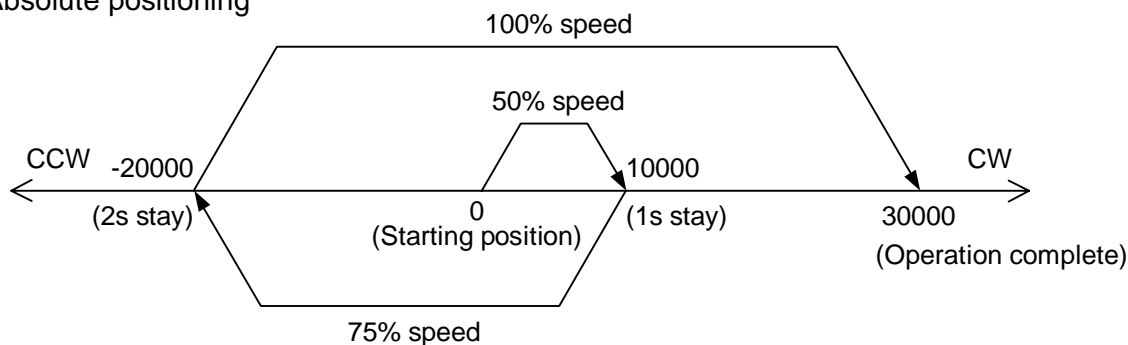 Absolute positioning
100% speed
50% speed
CCW
-20000
10000
CW
(2s stay)
0
(Starting position)
(1s stay)
30000
(Operation complete)
75% speed